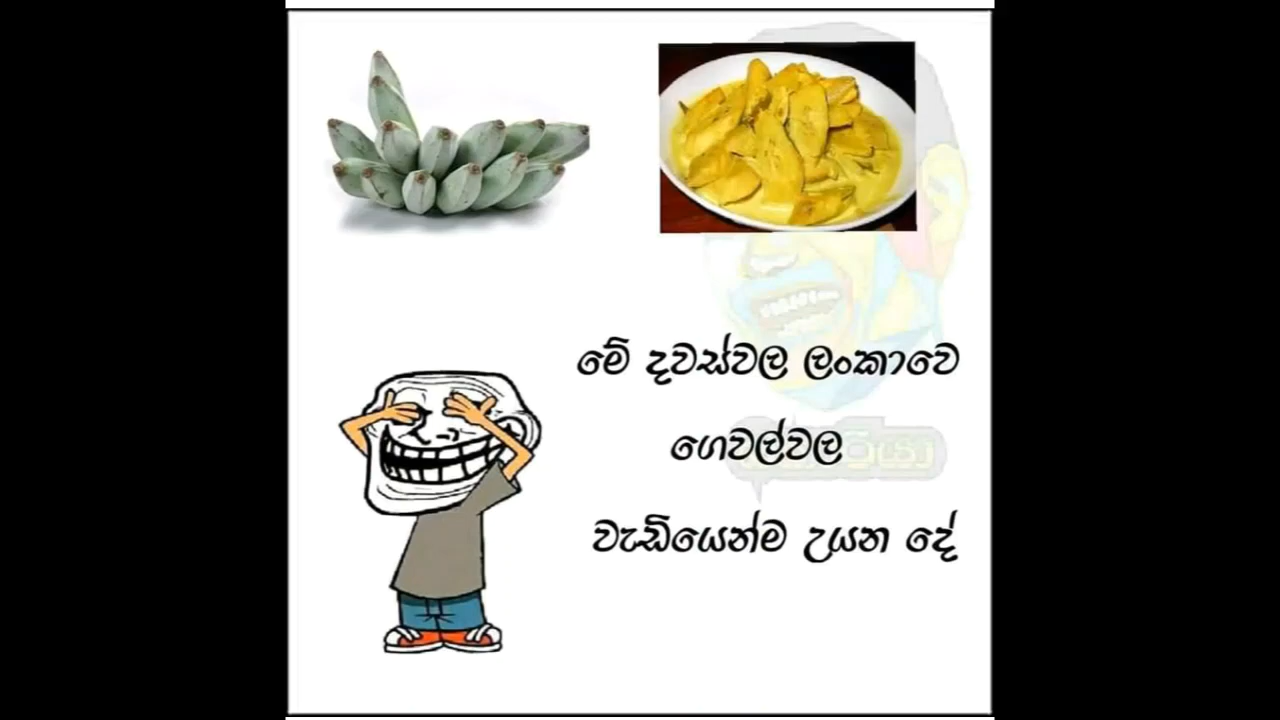 මේ දවස්වල ලංකාවෙ
ගෙවල්වල
වැඩියෙන්ම උයන දේ